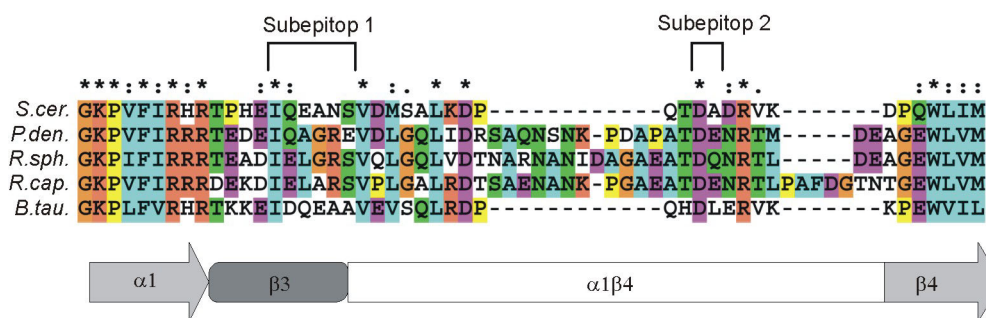 Subepitop 1 Subepitop 2
***:*:*:*   :*:    * :. * *               * :*.          :*:::
S.cer. GKPVFIRHRTPHEIQEANSVDMSALKDP------------QTDADRVK-------DPQWLIM
P.den. GKPVFIRRRTEDEIQAGREVDLGQLIDRSAQNSNK-PDAPATDENRTM-----DEAGEWLVM
R.sph. GKPIFIRRRTEADIELGRSVQLGQLVDTNARNANIDAGAEATDQNRTL-----DEAGEWLVM
R.cap. GKPVFIRRRDEKDIELARSVPLGALRDTSAENANK-PGAEATDENRTLPAFDGTNTGEWLVM
B.tau. GKPLFVRHRTKKEIDQEAAVEVSQLRDP------------QHDLERVK-------KPEWVIL
α1 β3 α1β4 β4